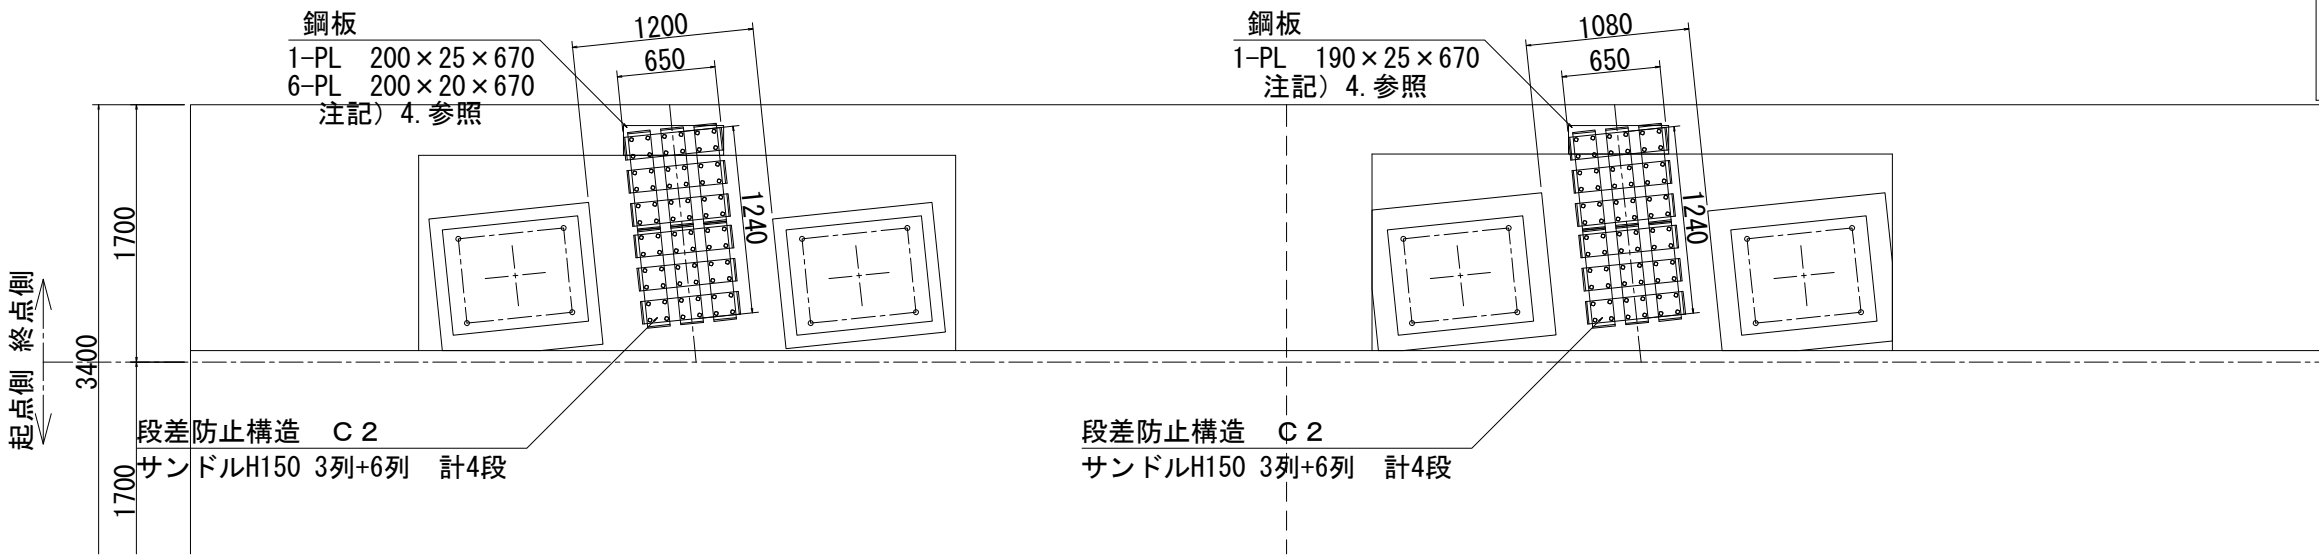 鋼板
1-PL 200×25×670
6-PL 200×20×670
注記）4.参照
1200
650
1240
鋼板
1-PL 190×25×670
注記）4.参照
1080
650
1240
1700
3400
1700
起点側 終点側
段差防止構造 Ｃ２
サンドルH150 3列+6列 計4段
段差防止構造 Ｃ２
サンドルH150 3列+6列 計4段